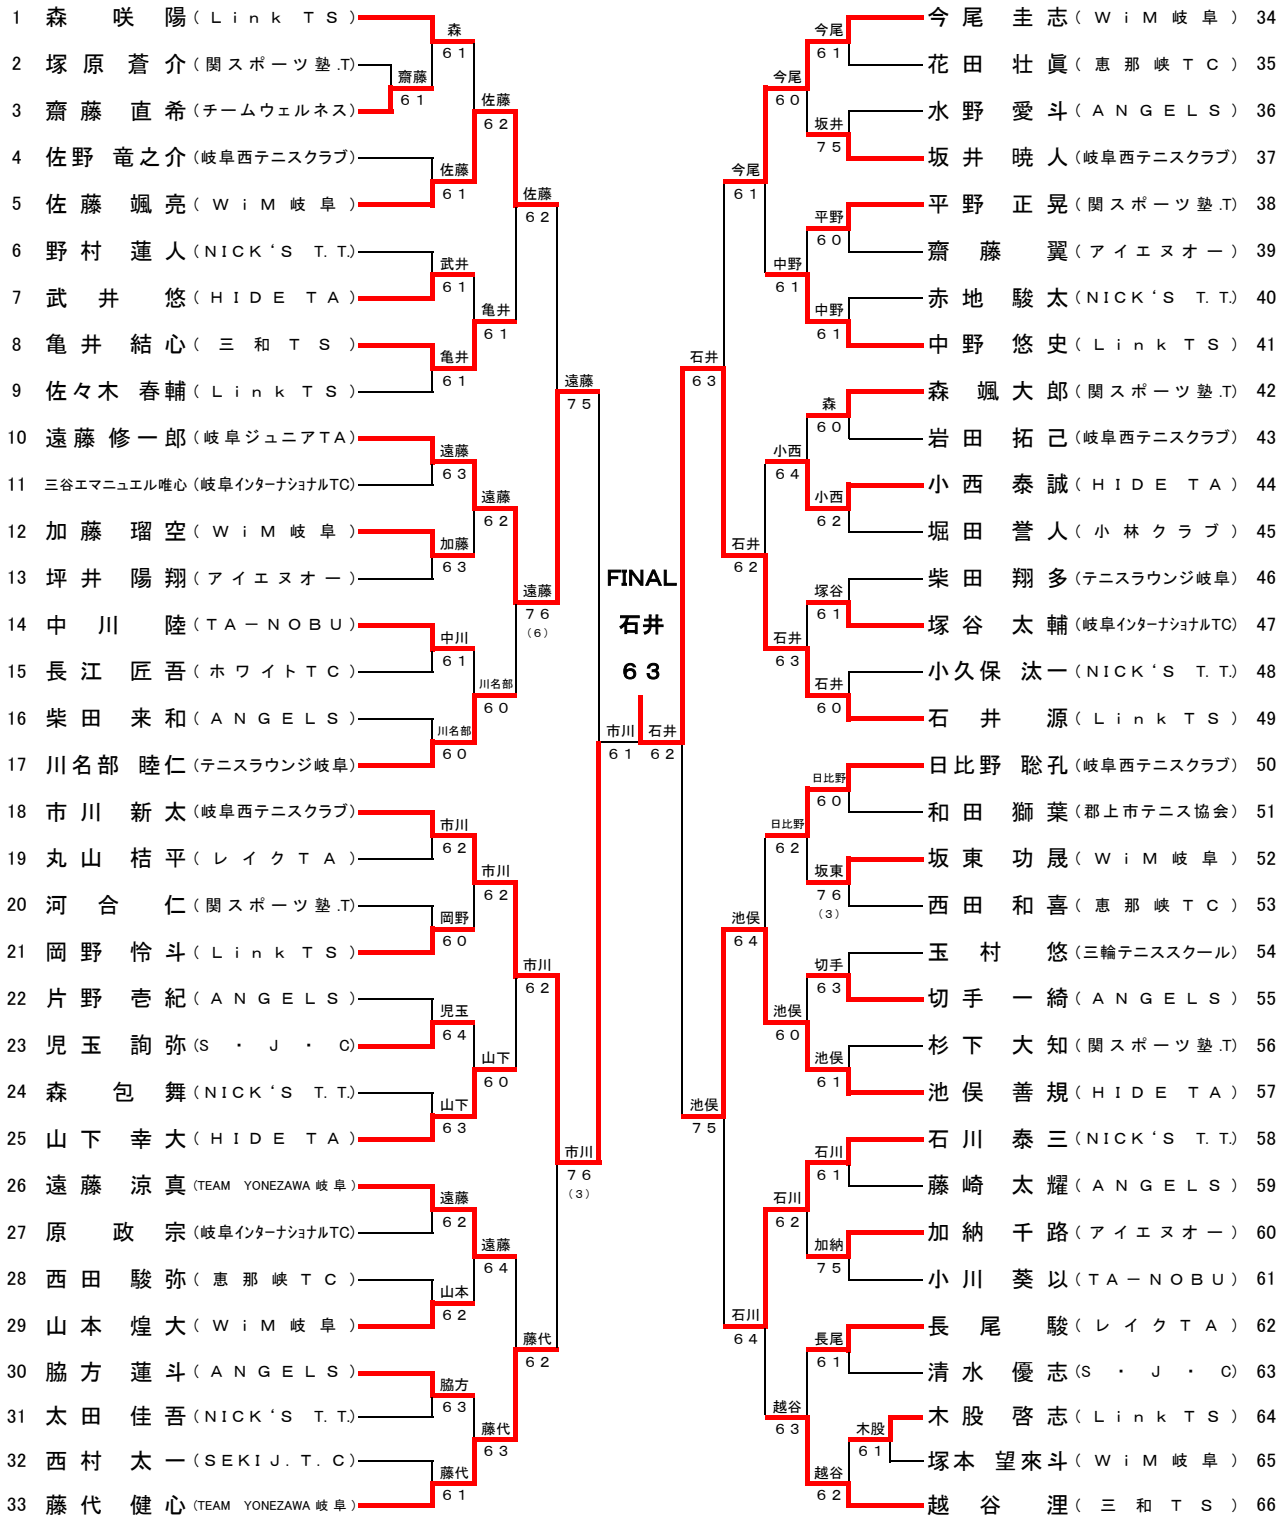 1 森 咲 陽 (Link TS)
2 塚原 蒼介 (関スポーツ塾.T)
3 齋藤 直希 (チームウェルネス)
4 佐野 竜之介 (岐阜西テニスクラブ)
5 佐藤 颯亮 (WiM岐阜)
6 野村 蓮人 (NICK'S T.T.)
7 武井 悠 (HIDE TA)
8 亀井 結心 (三和TS)
9 佐々木 春輔 (Link TS)
10 遠藤 修一郎 (岐阜ジュニアTA)
11 三谷エマニュエル唯心 (岐阜インターナショナルTC)
12 加藤 瑠空 (WiM岐阜)
13 坪井 陽翔 (アイエヌオー)
14 中川 陸 (TA-NOBU)
15 長江 匠吾 (ホワイトTC)
16 柴田 来和 (ANGELS)
17 川名部 睦仁 (テニスラウンジ岐阜)
18 市川 新太 (岐阜西テニスクラブ)
19 丸山 桔平 (レイクTA)
20 河合 仁 (関スポーツ塾.T)
21 岡野 怜斗 (Link TS)
22 片野 壱紀 (ANGELS)
23 児玉 詢弥 (S・J・C)
24 森 包舞 (NICK'S T.T.)
25 山下 幸大 (HIDE TA)
26 遠藤 涼真 (TEAM YONEZAWA 岐阜)
27 原 政宗 (岐阜インターナショナルTC)
28 西田 駿弥 (恵那峡TC)
29 山本 煌大 (WiM岐阜)
30 脇方 蓮斗 (ANGELS)
31 太田 佳吾 (NICK'S T.T.)
32 西村 太一 (SEKI J.T.C)
33 藤代 健心 (TEAM YONEZAWA 岐阜)
森
61
齋藤
61
佐藤
61
武井
61
亀井
61
遠藤
63
加藤
63
中川
61
川名部
60
市川
62
岡野
60
児玉
64
山下
63
遠藤
62
山本
62
脇方
63
藤代
61
佐藤
62
亀井
61
遠藤
62
川名部
60
市川
62
山下
60
遠藤
64
藤代
63
佐藤
62
遠藤
76
(6)
市川
62
藤代
62
遠藤
75
市川
76
(3)
市川
61
FINAL
石井
63
石井
62
石井
63
池俣
75
今尾
61
石井
62
池俣
64
石川
64
今尾
60
中野
61
小西
64
石井
63
日比野
62
池俣
60
石川
62
越谷
63
今尾
61
坂井
75
平野
60
中野
61
森
60
小西
62
塚谷
61
石井
60
日比野
60
坂東
76
(3)
切手
63
池俣
61
石川
61
加納
75
長尾
61
木股
61
越谷
62
今尾 圭志 (WiM岐阜) 34
花田 壮眞 (恵那峡TC) 35
水野 愛斗 (ANGELS) 36
坂井 暁人 (岐阜西テニスクラブ) 37
平野 正晃 (関スポーツ塾.T) 38
齋藤 翼 (アイエヌオー) 39
赤地 駿太 (NICK'S T.T.) 40
中野 悠史 (Link TS) 41
森 颯大郎 (関スポーツ塾.T) 42
岩田 拓己 (岐阜西テニスクラブ) 43
小西 泰誠 (HIDE TA) 44
堀田 誉人 (小林クラブ) 45
柴田 翔多 (テニスラウンジ岐阜) 46
塚谷 太輔 (岐阜インターナショナルTC) 47
小久保 汰一 (NICK'S T.T.) 48
石井 源 (Link TS) 49
日比野 聡孔 (岐阜西テニスクラブ) 50
和田 獅葉 (郡上市テニス協会) 51
坂東 功晟 (WiM岐阜) 52
西田 和喜 (恵那峡TC) 53
玉村 悠 (三輪テニススクール) 54
切手 一綺 (ANGELS) 55
杉下 大知 (関スポーツ塾.T) 56
池俣 善規 (HIDE TA) 57
石川 泰三 (NICK'S T.T.) 58
藤崎 太耀 (ANGELS) 59
加納 千路 (アイエヌオー) 60
小川 葵以 (TA-NOBU) 61
長尾 駿 (レイクTA) 62
清水 優志 (S・J・C) 63
木股 啓志 (Link TS) 64
塚本 望來斗 (WiM岐阜) 65
越谷 浬 (三和TS) 66